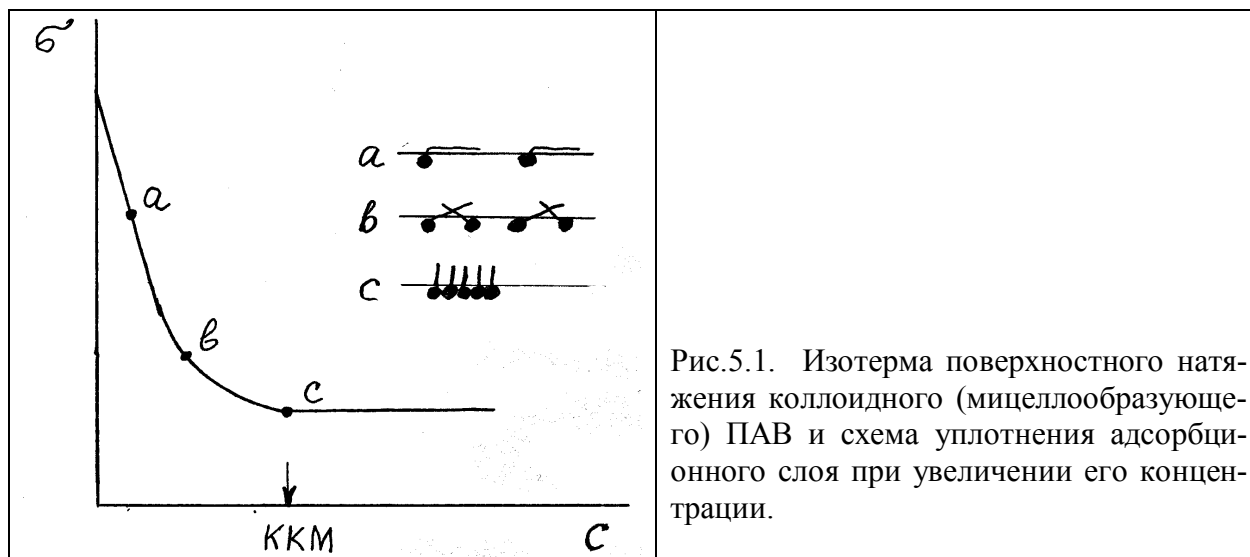 σ
a
a
в
в
c
c
ККМ
C
Рис.5.1. Изотерма поверхностного натя-
жения коллоидного (мицеллообразующе-
го) ПАВ и схема уплотнения адсорбци-
онного слоя при увеличении его концен-
трации.